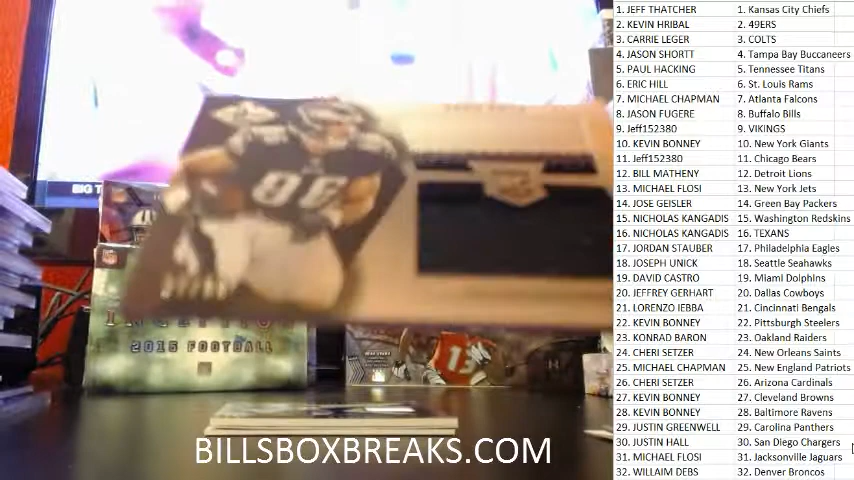 BIG T
86
2015 FOOTBALL
13
BILLSBOXBREAKS.COM
1. JEFF THATCHER 1. Kansas City Chiefs
2. KEVIN HRIBAL 2. 49ERS
3. CARRIE LEGER 3. COLTS
4. JASON SHORTT 4. Tampa Bay Buccaneers
5. PAUL HACKING 5. Tennessee Titans
6. ERIC HILL 6. St. Louis Rams
7. MICHAEL CHAPMAN 7. Atlanta Falcons
8. JASON FUGERE 8. Buffalo Bills
9. Jeff152380 9. VIKINGS
10. KEVIN BONNEY 10. New York Giants
11. Jeff152380 11. Chicago Bears
12. BILL MATHENY 12. Detroit Lions
13. MICHAEL FLOSI 13. New York Jets
14. JOSE GEISLER 14. Green Bay Packers
15. NICHOLAS KANGADIS 15. Washington Redskins
16. NICHOLAS KANGADIS 16. TEXANS
17. JORDAN STAUBER 17. Philadelphia Eagles
18. JOSEPH UNICK 18. Seattle Seahawks
19. DAVID CASTRO 19. Miami Dolphins
20. JEFFREY GERHART 20. Dallas Cowboys
21. LORENZO IEBBA 21. Cincinnati Bengals
22. KEVIN BONNEY 22. Pittsburgh Steelers
23. KONRAD BARON 23. Oakland Raiders
24. CHERI SETZER 24. New Orleans Saints
25. MICHAEL CHAPMAN 25. New England Patriots
26. CHERI SETZER 26. Arizona Cardinals
27. KEVIN BONNEY 27. Cleveland Browns
28. KEVIN BONNEY 28. Baltimore Ravens
29. JUSTIN GREENWELL 29. Carolina Panthers
30. JUSTIN HALL 30. San Diego Chargers
31. MICHAEL FLOSI 31. Jacksonville Jaguars
32. WILLAIM DEBS 32. Denver Broncos